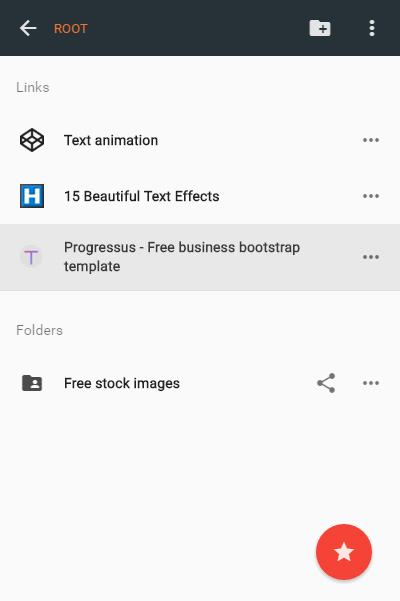 ROOT
Links
Text animation
H
15 Beautiful Text Effects
T
Progressus - Free business bootstrap
template
Folders
Free stock images